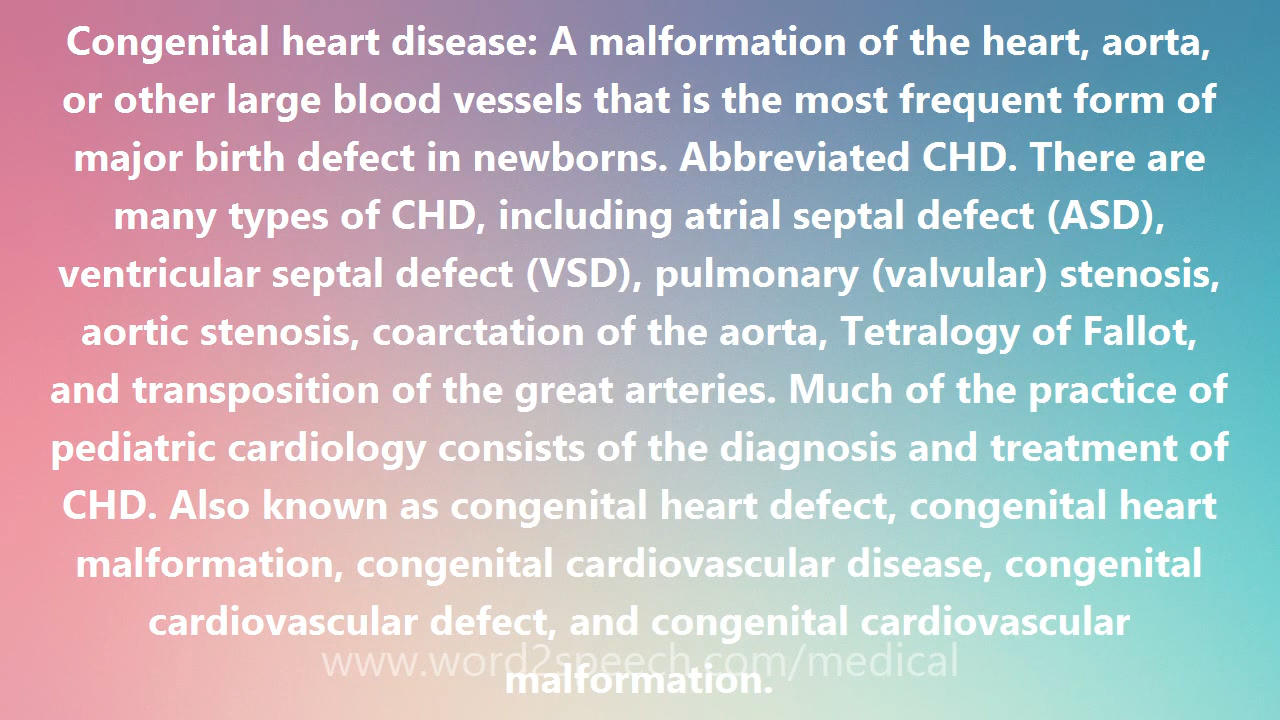 Congenital heart disease: A malformation of the heart, aorta,
or other large blood vessels that is the most frequent form of
major birth defect in newborns. Abbreviated CHD. There are
many types of CHD, including atrial septal defect (ASD),
ventricular septal defect (VSD), pulmonary (valvular) stenosis,
aortic stenosis, coarctation of the aorta, Tetralogy of Fallot,
and transposition of the great arteries. Much of the practice of
pediatric cardiology consists of the diagnosis and treatment of
CHD. Also known as congenital heart defect, congenital heart
malformation, congenital cardiovascular disease, congenital
cardiovascular defect, and congenital cardiovascular
www.word2speech.com/medical
malformation.